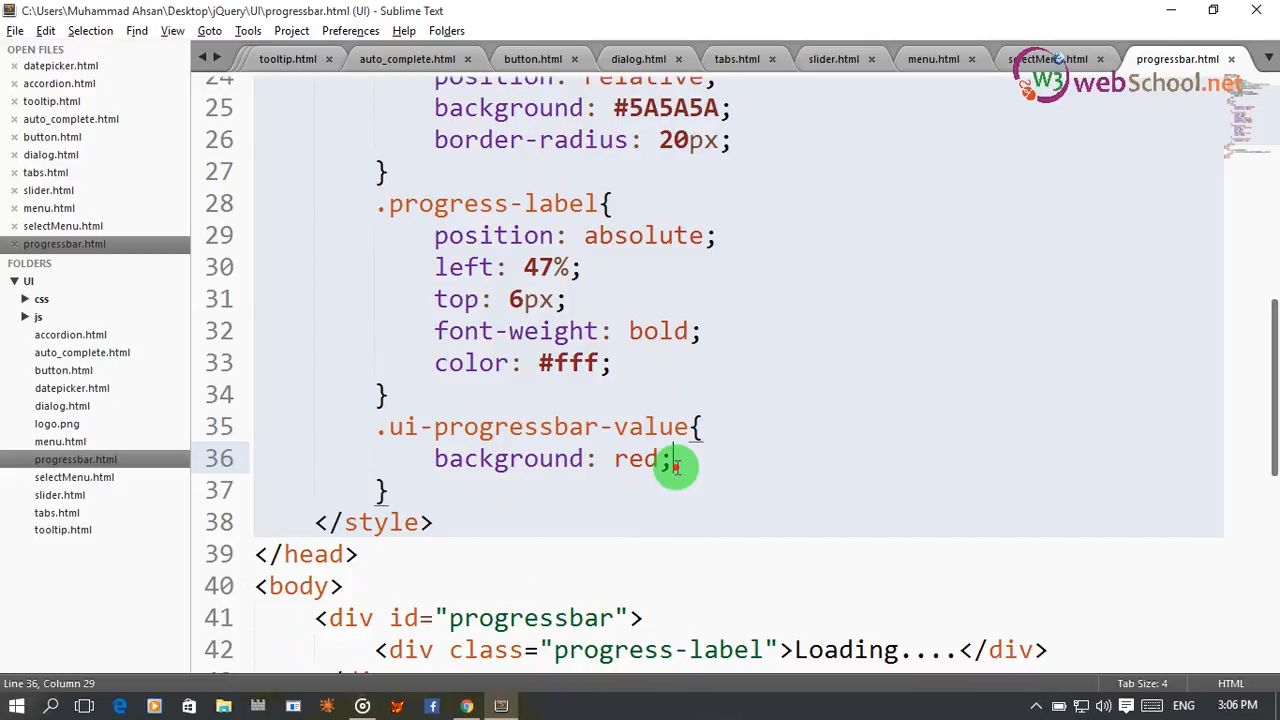 C:\Users\Muhammad Ahsan\Desktop\jQuery\UI\progressbar.html (UI) - Sublime Text
File Edit Selection Find View Goto Tools Project Preferences Help Folders
OPEN FILES
datepicker.html
accordion.html
tooltip.html
auto_complete.html
button.html
dialog.html
tabs.html
slider.html
menu.html
selectMenu.html
progressbar.html
FOLDERS
UI
css
js
accordion.html
auto_complete.html
button.html
datepicker.html
dialog.html
logo.png
menu.html
progressbar.html
selectMenu.html
slider.html
tabs.html
tooltip.html
tooltip.html auto_complete.html button.html dialog.html tabs.html slider.html menu.html selectMenu.html progressbar.html
W3 webSchool.net
24 position: relative;
25 background: #5A5A5A;
26 border-radius: 20px;
27 }
28 .progress-label{
29 position: absolute;
30 left: 47%;
31 top: 6px;
32 font-weight: bold;
33 color: #fff;
34 }
35 .ui-progressbar-value{
36 background: red;
37 }
38 </style>
39 </head>
40 <body>
41 <div id="progressbar">
42 <div class="progress-label">Loading....</div>
Line 36, Column 29 Tab Size: 4 HTML
ENG 3:06 PM